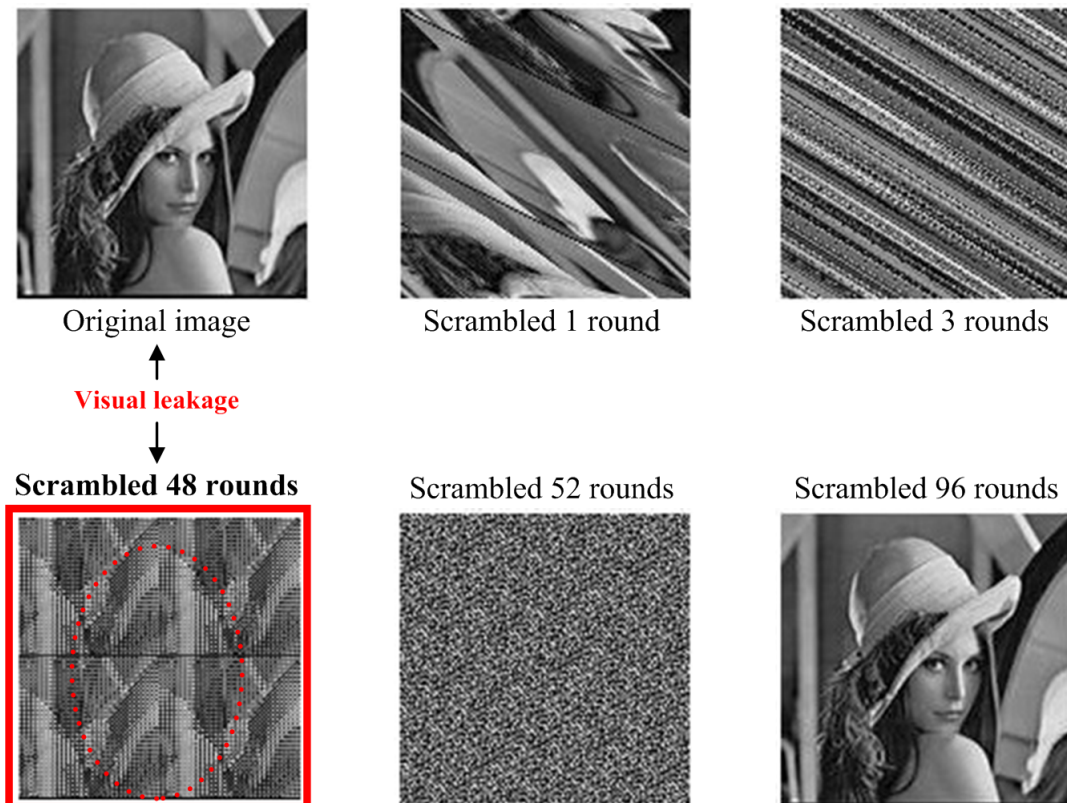 Original image
Scrambled 1 round
Scrambled 3 rounds
Visual leakage
Scrambled 48 rounds
Scrambled 52 rounds
Scrambled 96 rounds